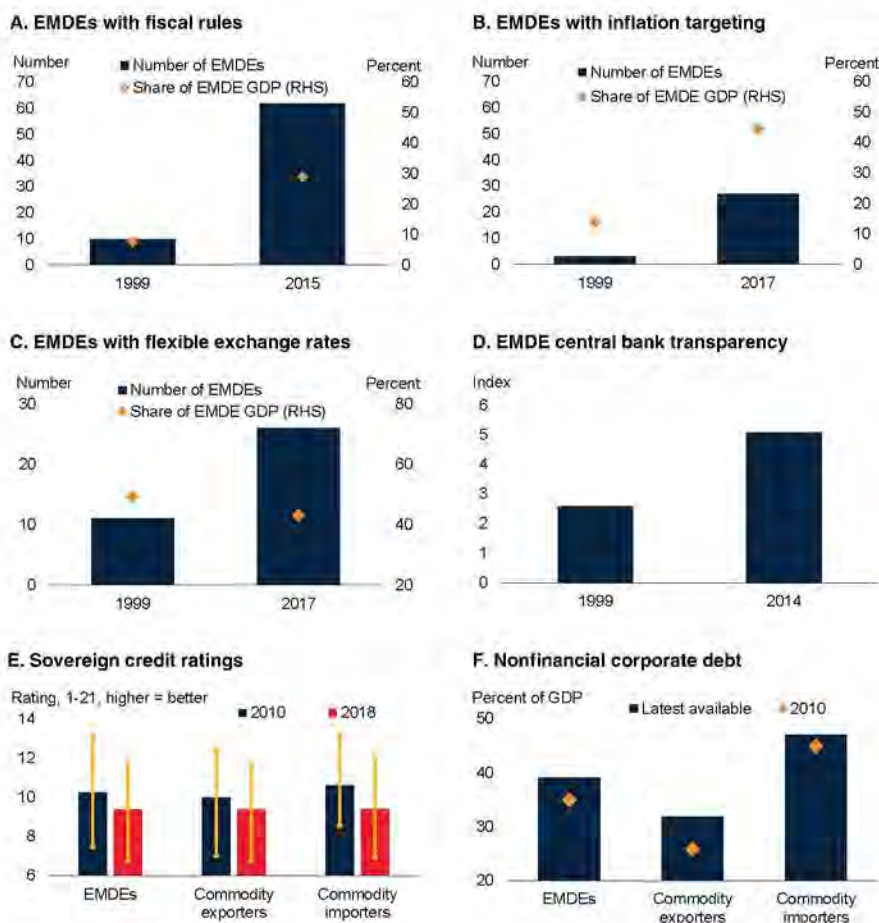 A. EMDEs with fiscal rules
Number
Percent
Number of EMDEs
Share of EMDE GDP (RHS)
70
60
50
40
30
20
10
0
60
50
40
30
20
10
0
1999
2015
B. EMDEs with inflation targeting
Number
Percent
Number of EMDEs
Share of EMDE GDP (RHS)
70
60
50
40
30
20
10
0
60
50
40
30
20
10
0
1999
2017
C. EMDEs with flexible exchange rates
Number
Percent
Number of EMDEs
Share of EMDE GDP (RHS)
30
20
10
0
80
60
40
20
1999
2017
D. EMDE central bank transparency
Index
6
5
4
3
2
1
0
1999
2014
E. Sovereign credit ratings
Rating, 1-21, higher = better
2010
2018
14
12
10
8
6
EMDEs
Commodity
exporters
Commodity
importers
F. Nonfinancial corporate debt
Percent of GDP
Latest available
2010
50
40
30
20
EMDEs
Commodity
exporters
Commodity
importers